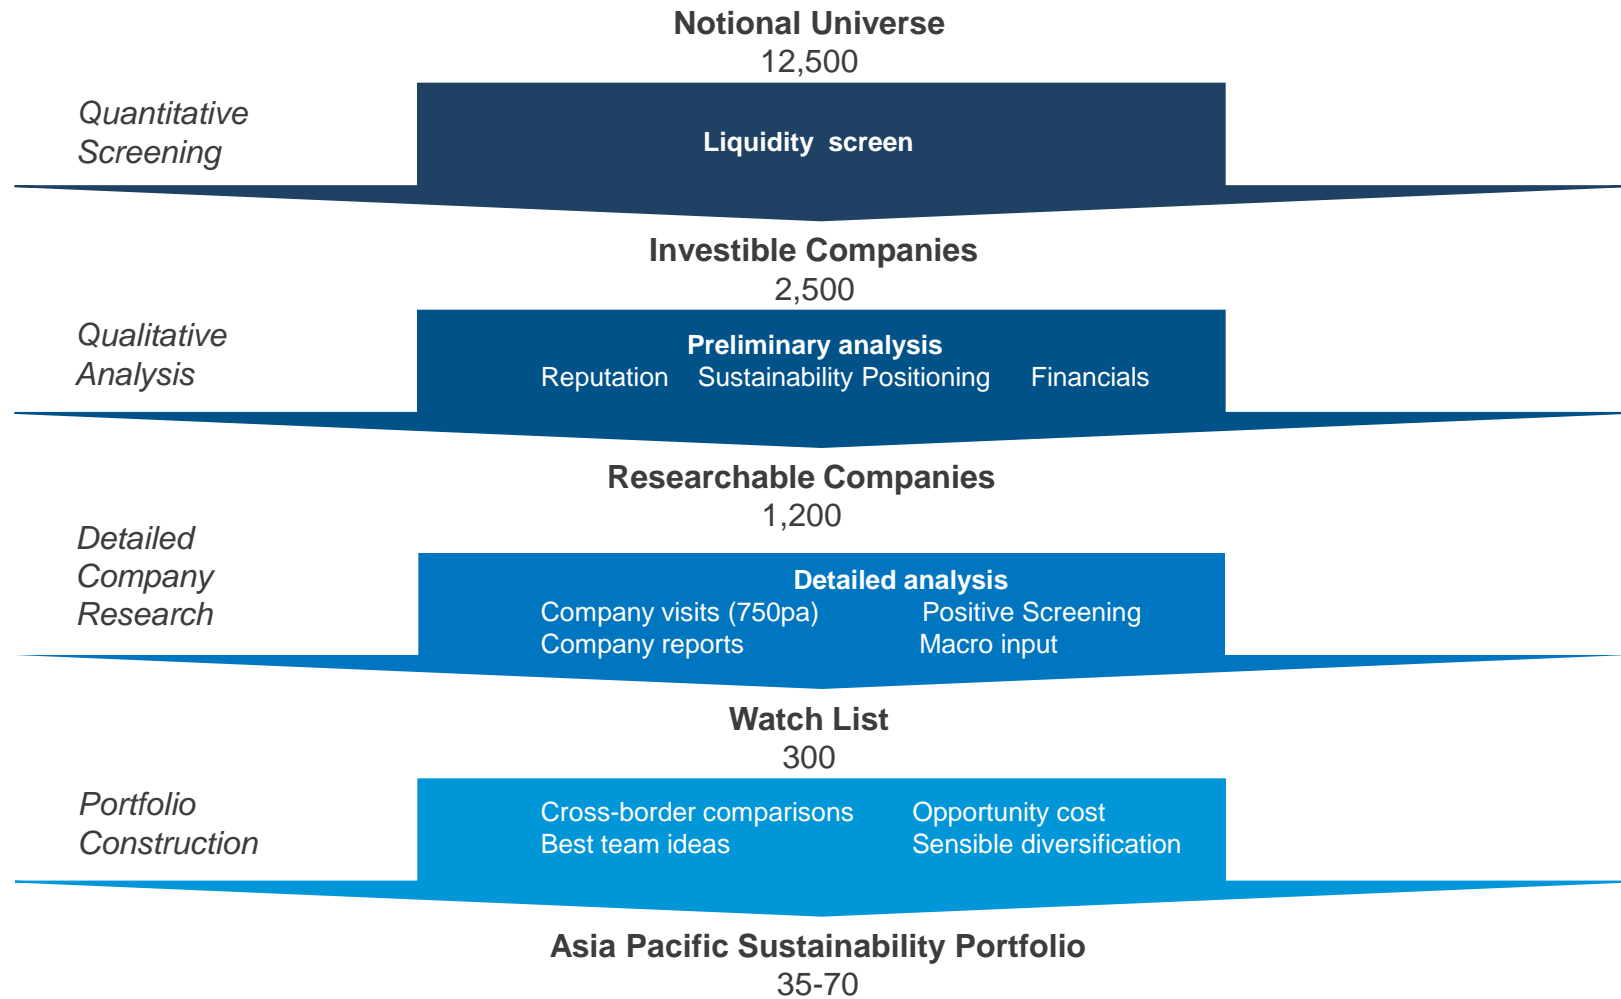 Notional Universe
12,500
Quantitative
Screening
Liquidity screen
Investible Companies
2,500
Qualitative
Analysis
Preliminary analysis
Reputation Sustainability Positioning Financials
Researchable Companies
1,200
Detailed
Company
Research
Detailed analysis
Company visits (750pa) Positive Screening
Company reports Macro input
Watch List
300
Portfolio
Construction
Cross-border comparisons Opportunity cost
Best team ideas Sensible diversification
Asia Pacific Sustainability Portfolio
35-70